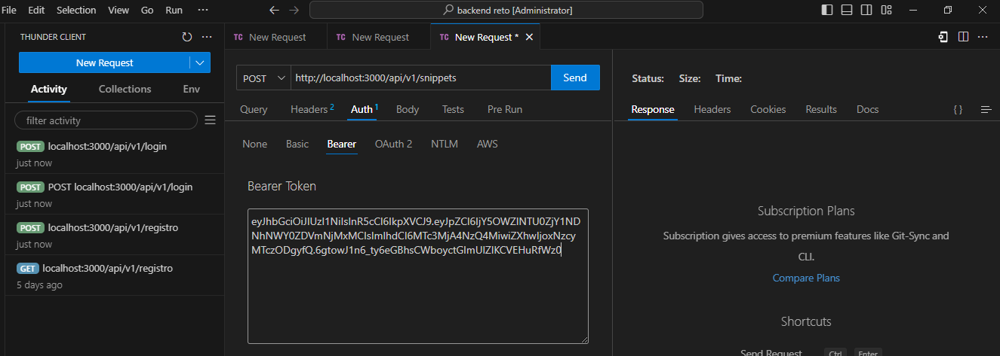 File Edit Selection View Go Run ··· backend reto [Administrator]
THUNDER CLIENT ···
New Request
Activity Collections Env
filter activity
POST localhost:3000/api/v1/login
just now
POST POST localhost:3000/api/v1/login
just now
POST localhost:3000/api/v1/registro
just now
GET localhost:3000/api/v1/registro
5 days ago
TC New Request TC New Request TC New Request * ···
POST http://localhost:3000/api/v1/snippets Send
Query Headers 2 Auth 1 Body Tests Pre Run
None Basic Bearer OAuth 2 NTLM AWS
Bearer Token
Status: Size: Time:
Response Headers Cookies Results Docs { }
Subscription Plans
Subscription gives access to premium features like Git-Sync and
CLI.
Compare Plans
Shortcuts
Send Request Ctrl Enter